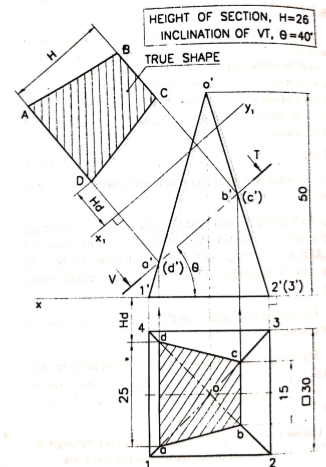 HEIGHT OF SECTION, H=26
INCLINATION OF VT, θ=40°
TRUE SHAPE
H
B
A
C
D
Hd
x₁
y₁
o'
T
b'
(c')
50
a'
(d')
θ
V
1'
2'(3')
x
Hd
4
3
d
c
o
25
15
□30
b
a
1
2